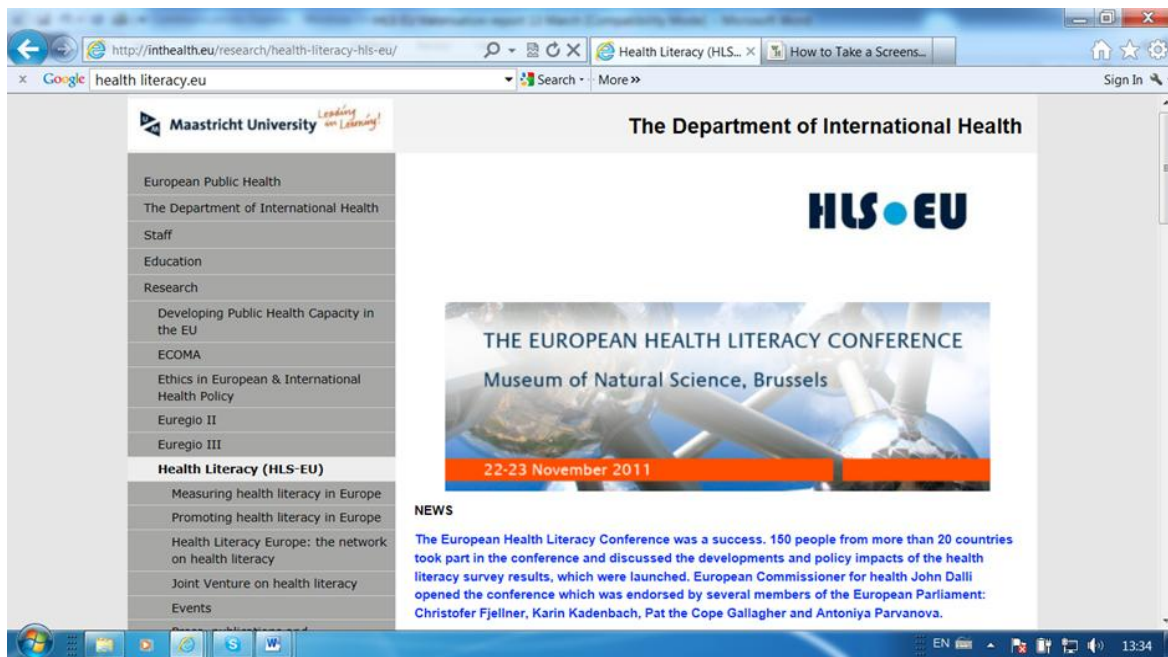 http://inthealth.eu/research/health-literacy-hls-eu/
Health Literacy (HLS...
How to Take a Screens...
x Google health literacy.eu
Search
More »
Sign In
Maastricht University
Leading in Learning!
The Department of International Health
European Public Health
The Department of International Health
Staff
Education
Research
Developing Public Health Capacity in
the EU
ECOMA
Ethics in European & International
Health Policy
Euregio II
Euregio III
Health Literacy (HLS-EU)
Measuring health literacy in Europe
Promoting health literacy in Europe
Health Literacy Europe: the network
on health literacy
Joint Venture on health literacy
Events
HLS EU
THE EUROPEAN HEALTH LITERACY CONFERENCE
Museum of Natural Science, Brussels
22-23 November 2011
NEWS
The European Health Literacy Conference was a success. 150 people from more than 20 countries
took part in the conference and discussed the developments and policy impacts of the health
literacy survey results, which were launched. European Commissioner for health John Dalli
opened the conference which was endorsed by several members of the European Parliament:
Christofer Fjellner, Karin Kadenbach, Pat the Cope Gallagher and Antoniya Parvanova.
EN
13:34